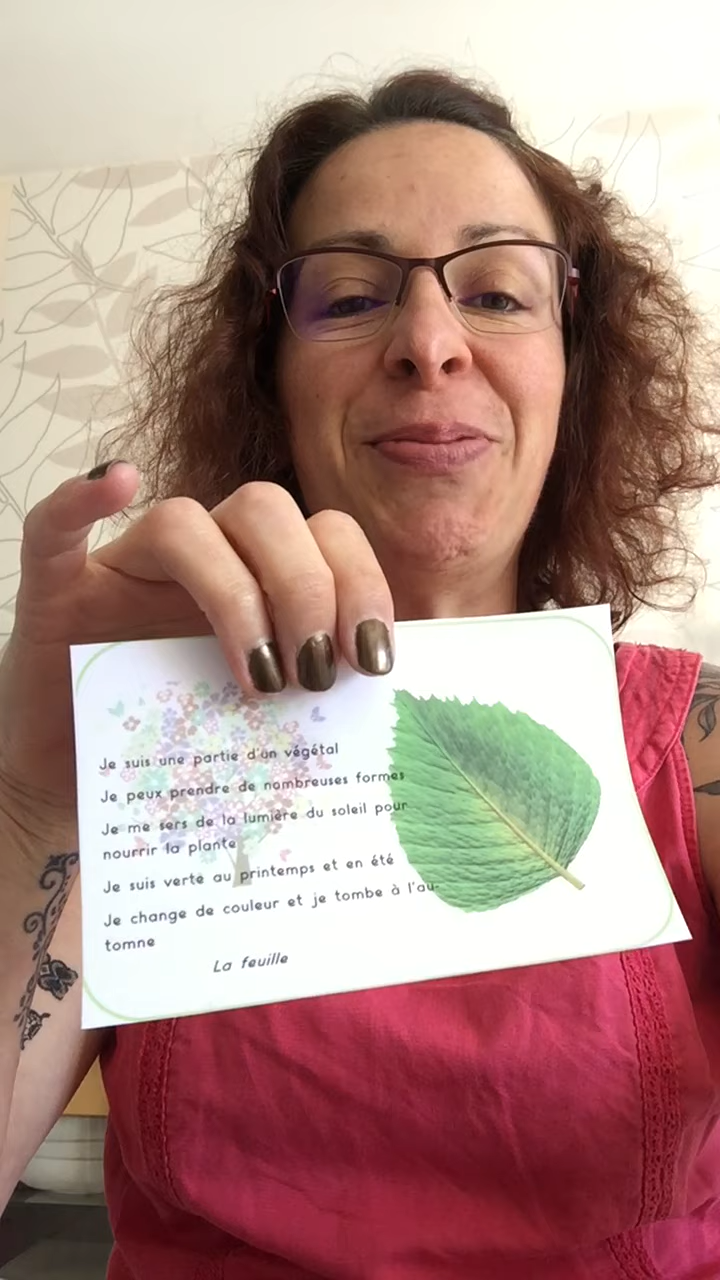 Je suis une partie d'un végétal
Je peux prendre de nombreuses formes
Je me sers de la lumière du soleil pour
nourrir la plante
Je suis verte au printemps et en été
Je change de couleur et je tombe à l'au-
tomne
La feuille